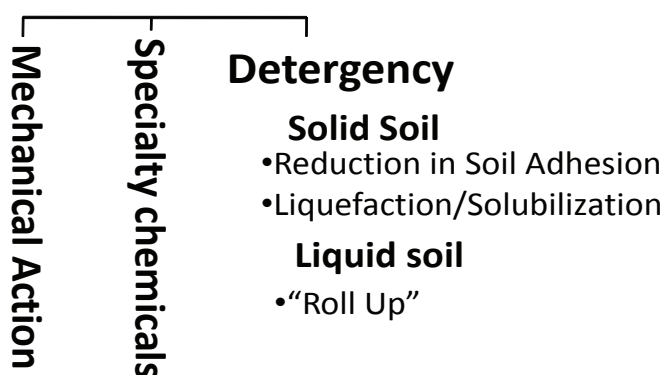 Mechanical Action
Specialty chemicals
Detergency
Solid Soil
•Reduction in Soil Adhesion
•Liquefaction/Solubilization
Liquid soil
•“Roll Up”